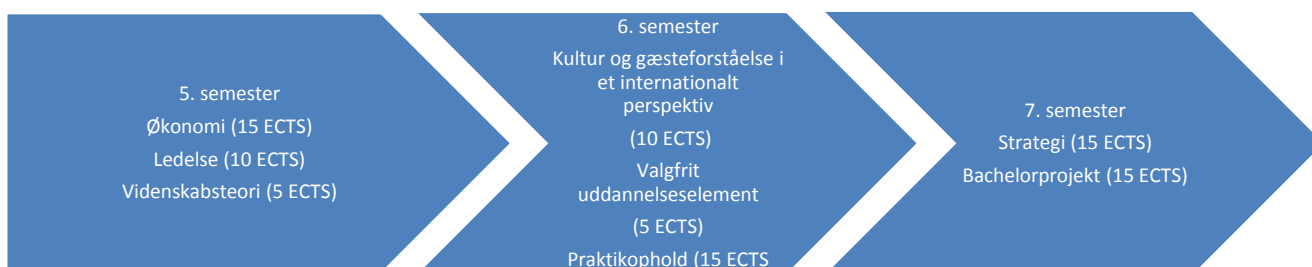 5. semester
Økonomi (15 ECTS)
Ledelse (10 ECTS)
Videnskabsteori (5 ECTS)
6. semester
Kultur og gæsteforståelse i
et internationalt
perspektiv
(10 ECTS)
Valgfrit
uddannelseselement
(5 ECTS)
Praktikophold (15 ECTS
7. semester
Strategi (15 ECTS)
Bachelorprojekt (15 ECTS)